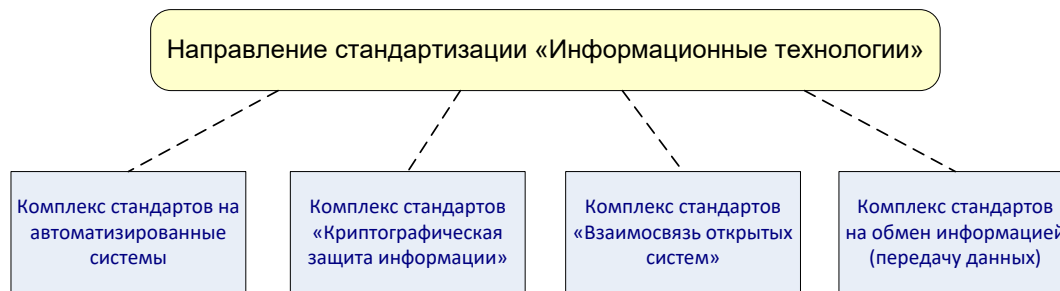 Направление стандартизации «Информационные технологии»
Комплекс стандартов на
автоматизированные
системы
Комплекс стандартов
«Криптографическая
защита информации»
Комплекс стандартов
«Взаимосвязь открытых
систем»
Комплекс стандартов
на обмен информацией
(передачу данных)